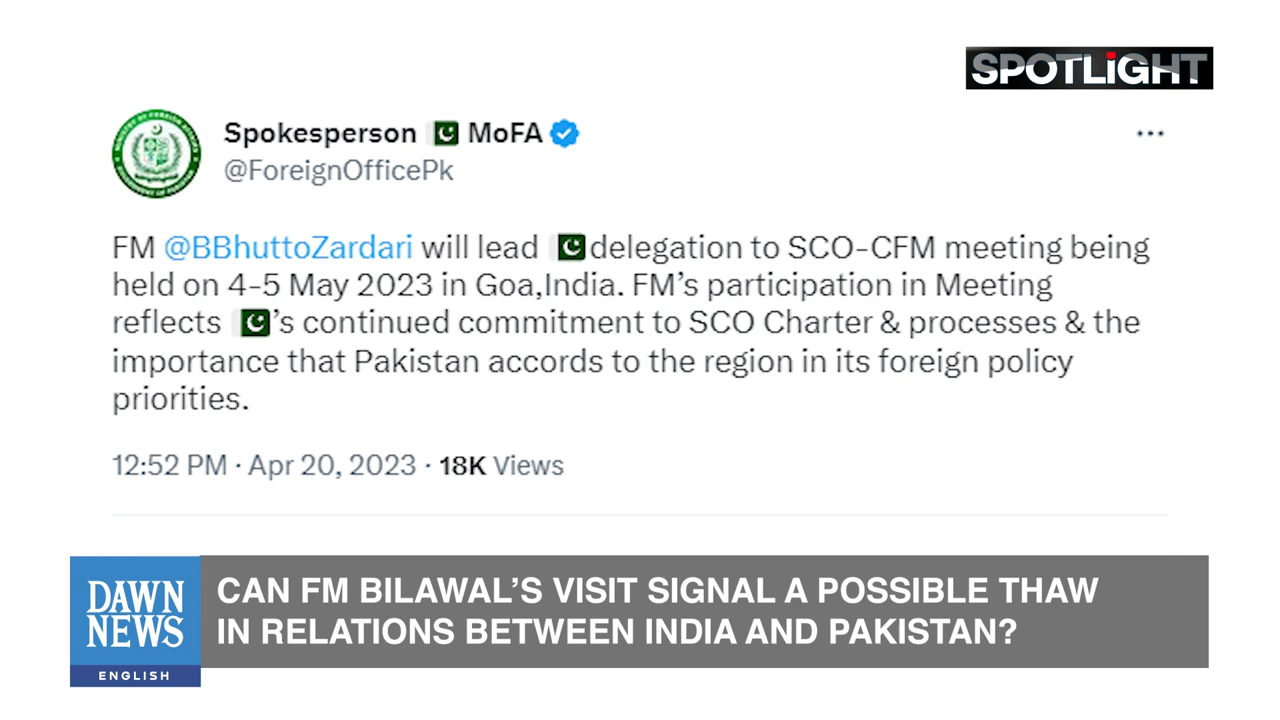 SPOTLiGHT
Spokesperson 🇵🇰 MoFA
@ForeignOfficePk
FM @BBhuttoZardari will lead 🇵🇰delegation to SCO-CFM meeting being
held on 4-5 May 2023 in Goa,India. FM’s participation in Meeting
reflects 🇵🇰’s continued commitment to SCO Charter & processes & the
importance that Pakistan accords to the region in its foreign policy
priorities.
12:52 PM · Apr 20, 2023 · 18K Views
DAWN
NEWS
ENGLISH
CAN FM BILAWAL’S VISIT SIGNAL A POSSIBLE THAW
IN RELATIONS BETWEEN INDIA AND PAKISTAN?